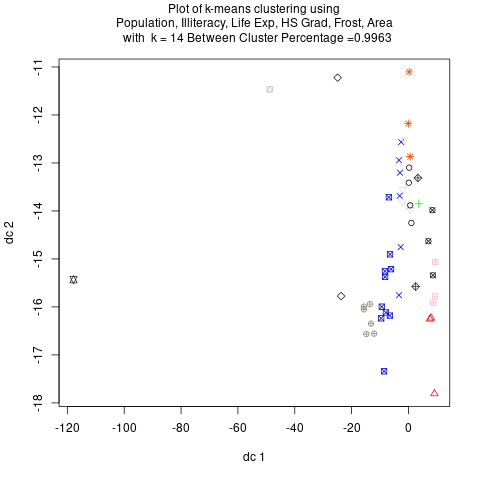 Plot of k-means clustering using
Population, Illiteracy, Life Exp, HS Grad, Frost, Area
with k = 14 Between Cluster Percentage =0.9963
-11
-12
-13
-14
-15
-16
-17
-18
dc 2
-120 -100 -80 -60 -40 -20 0
dc 1